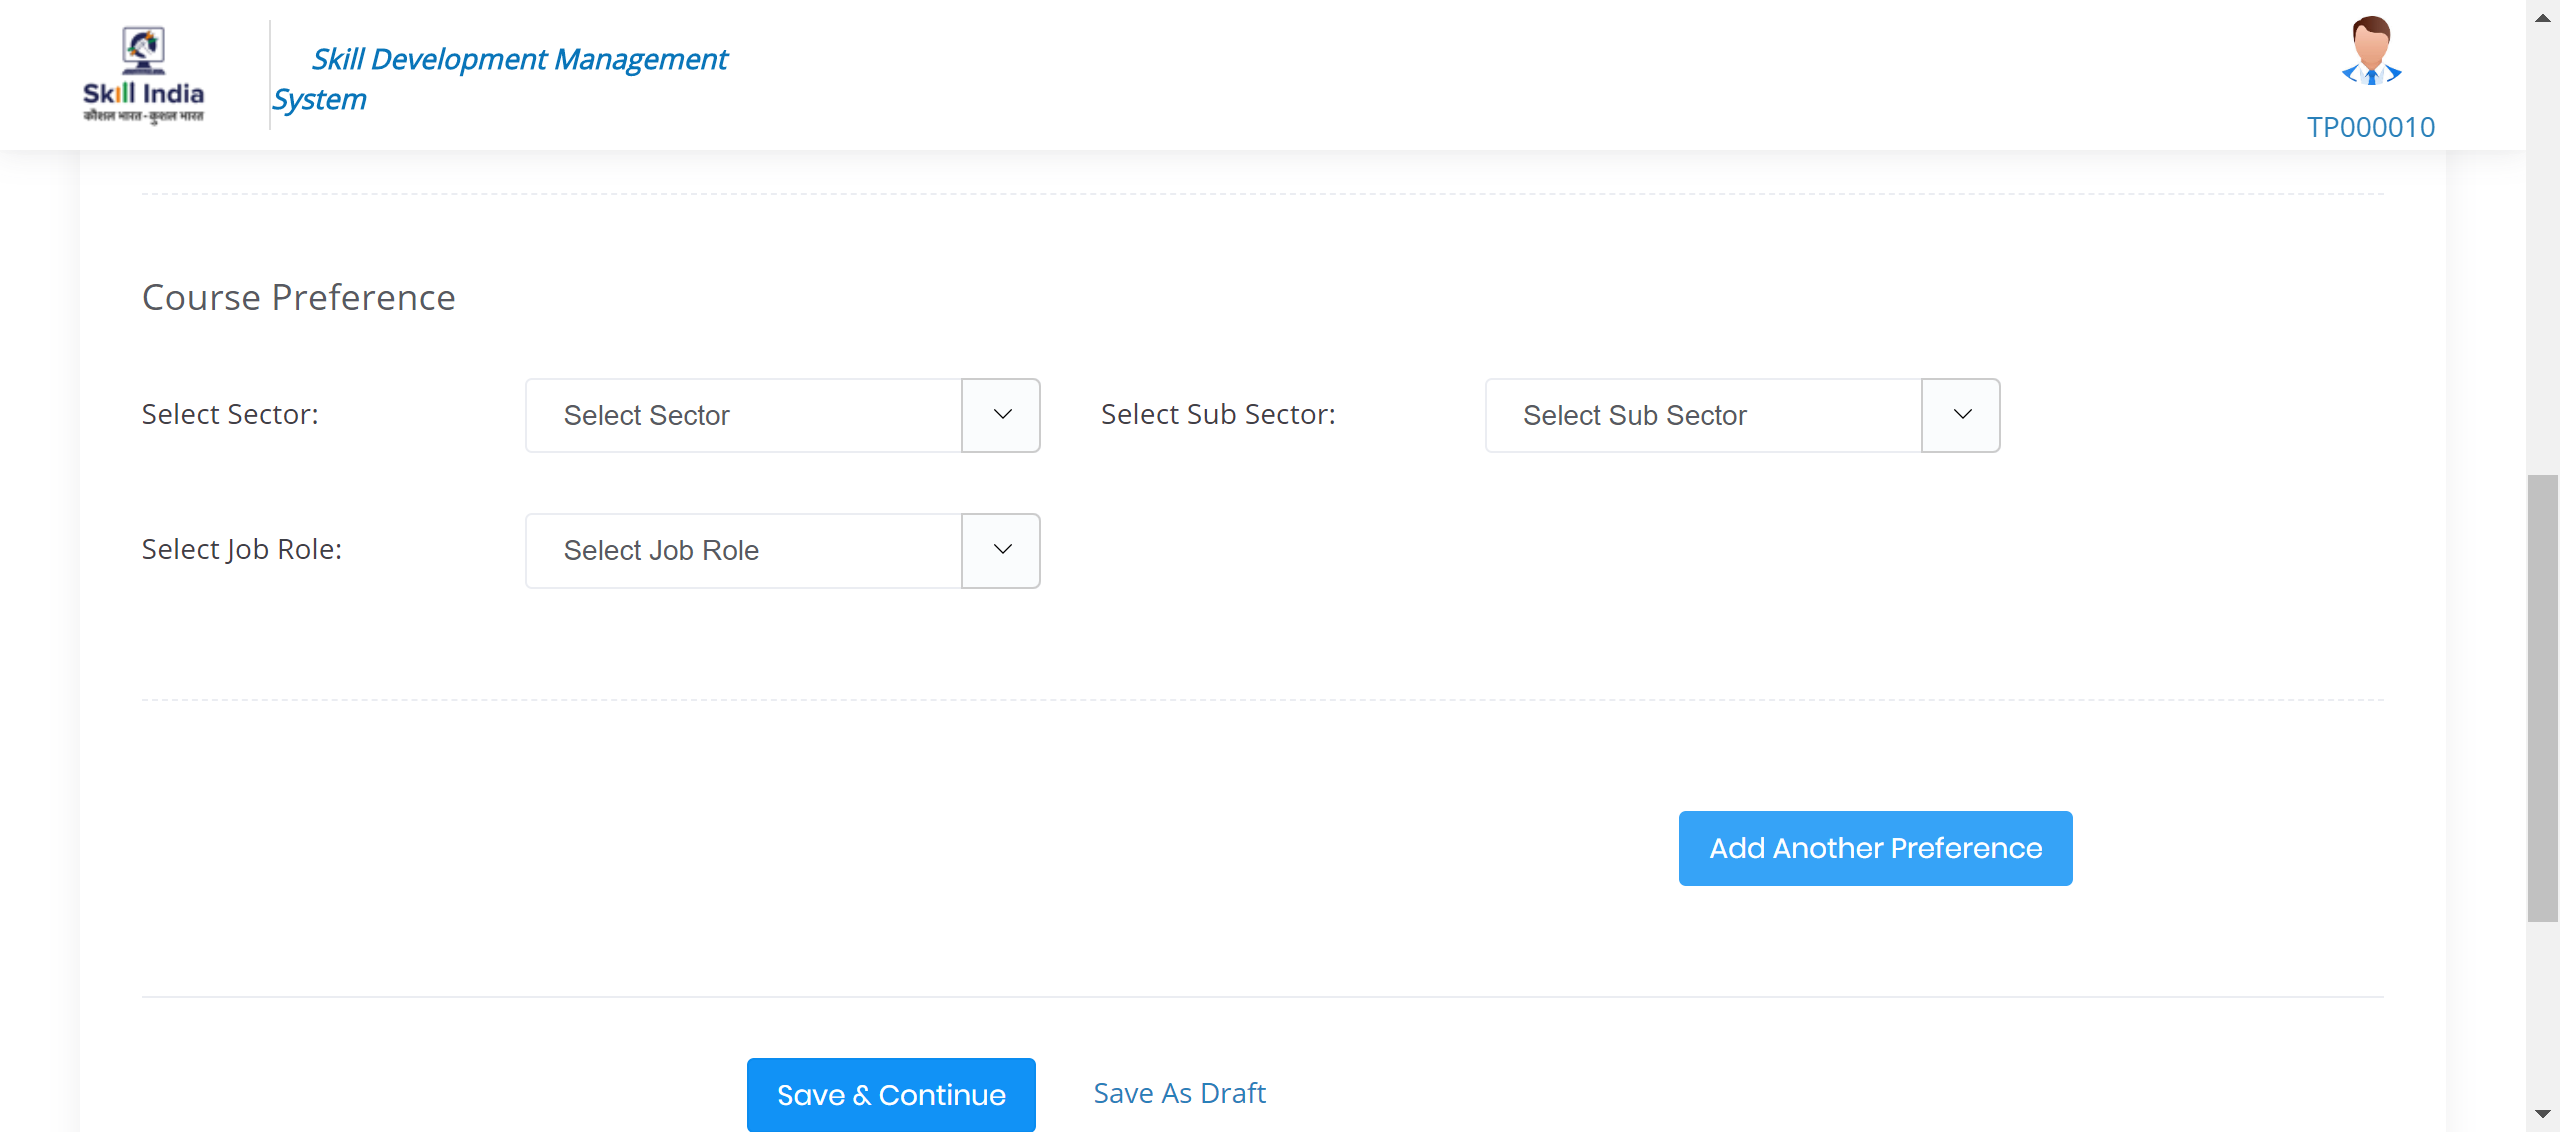 Skill India
कौशल भारत - कुशल भारत
Skill Development Management
System
TP000010
Course Preference
Select Sector:
Select Sector
Select Sub Sector:
Select Sub Sector
Select Job Role:
Select Job Role
Add Another Preference
Save & Continue
Save As Draft